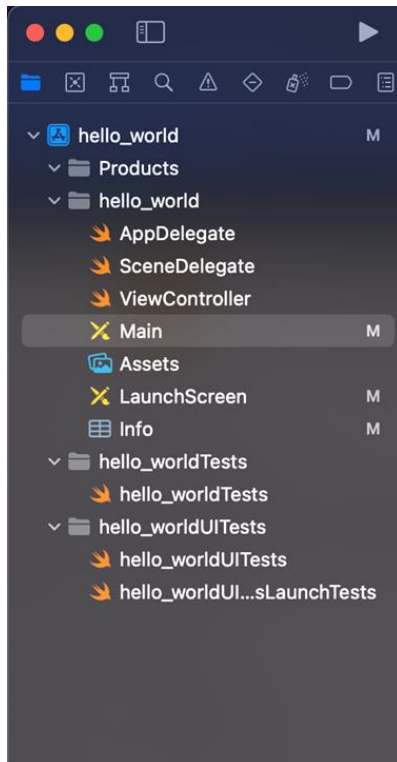 hello_world M
Products
hello_world
AppDelegate
SceneDelegate
ViewController
Main M
Assets
LaunchScreen M
Info M
hello_worldTests
hello_worldTests
hello_worldUITests
hello_worldUITests
hello_worldUI...sLaunchTests